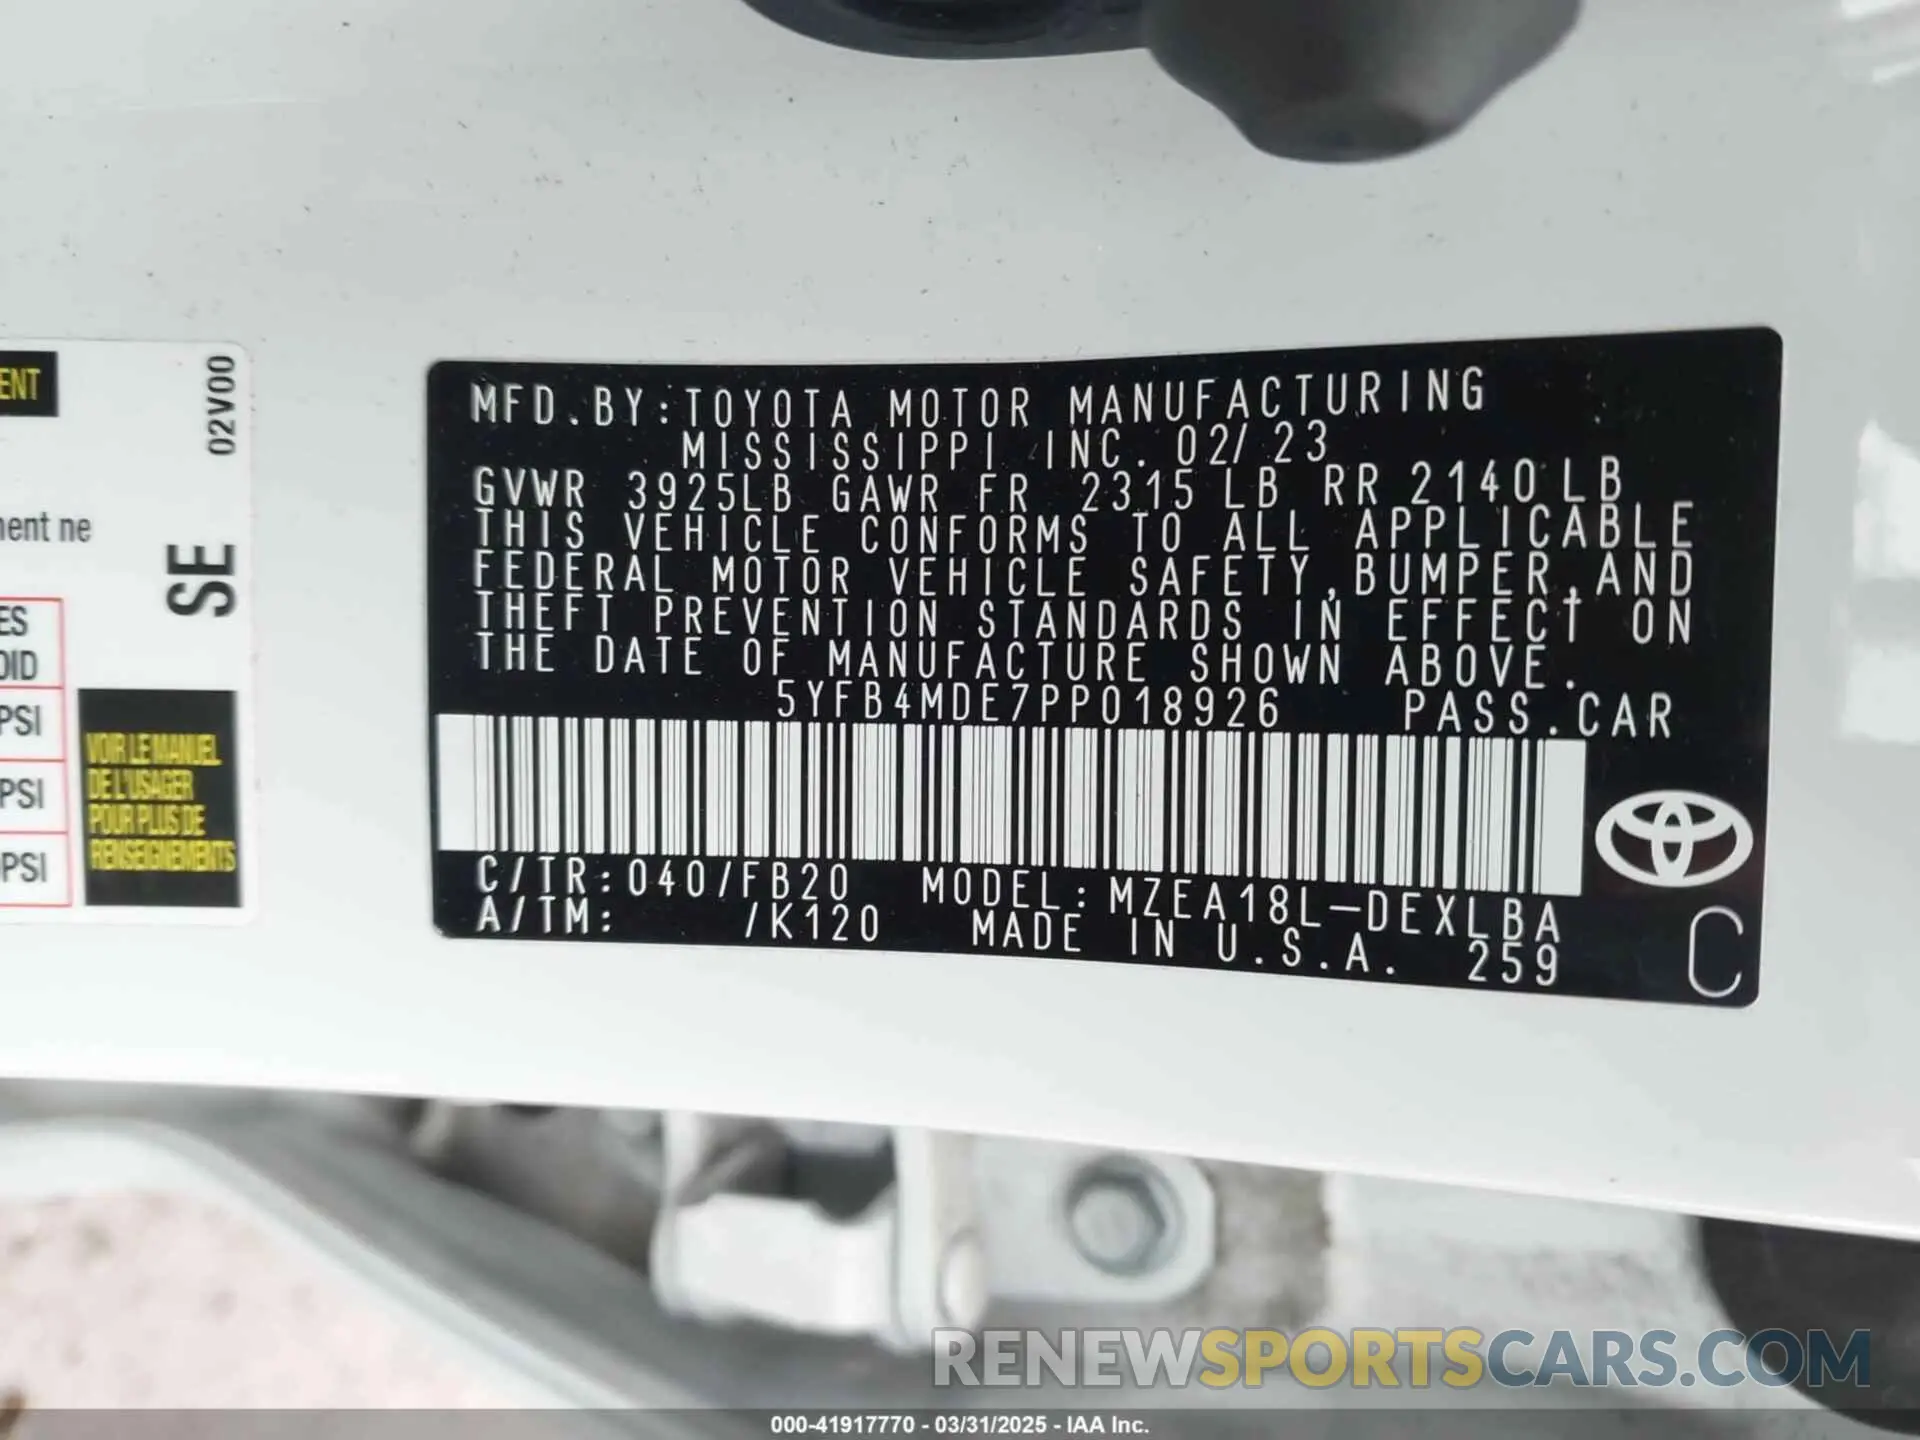 ENT
02V00
ment ne
SE
ES
OID
PSI
PSI
PSI
VOIR LE MANUEL
DE L'USAGER
POUR PLUS DE
RENSEIGNEMENTS
MFD.BY:TOYOTA MOTOR MANUFACTURING
MISSISSIPPI INC. 02/23
GVWR 3925LB GAWR FR 2315LB RR 2140LB
THIS VEHICLE CONFORMS TO ALL APPLICABLE
FEDERAL MOTOR VEHICLE SAFETY,BUMPER,AND
THEFT PREVENTION STANDARDS IN EFFECT ON
THE DATE OF MANUFACTURE SHOWN ABOVE.
5YFB4MDE7PP018926 PASS.CAR
C/TR:040/FB20 MODEL:MZEA18L-DEXLBA
A/TM: /K120 MADE IN U.S.A. 259
C
RENEWSPORTSCARS.COM
000-41917770 - 03/31/2025 - IAA Inc.